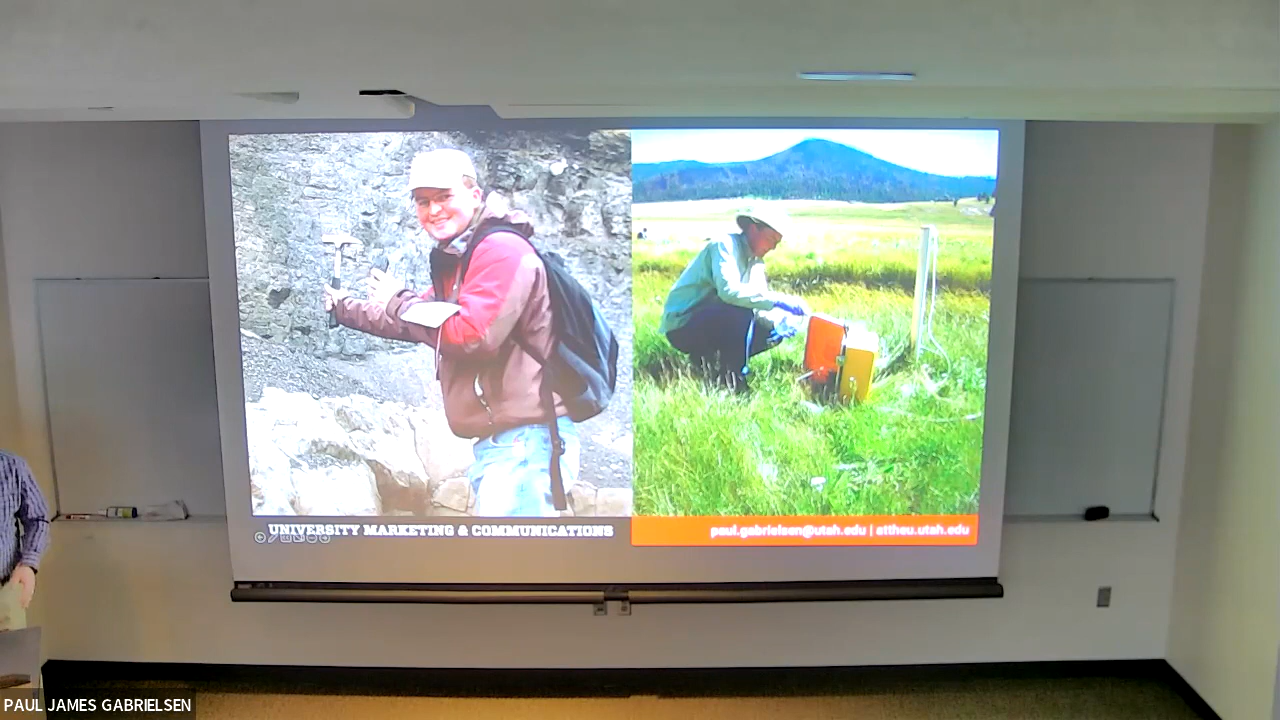 UNIVERSITY MARKETING & COMMUNICATIONS
paul.gabrielsen@utah.edu | attheu.utah.edu
PAUL JAMES GABRIELSEN